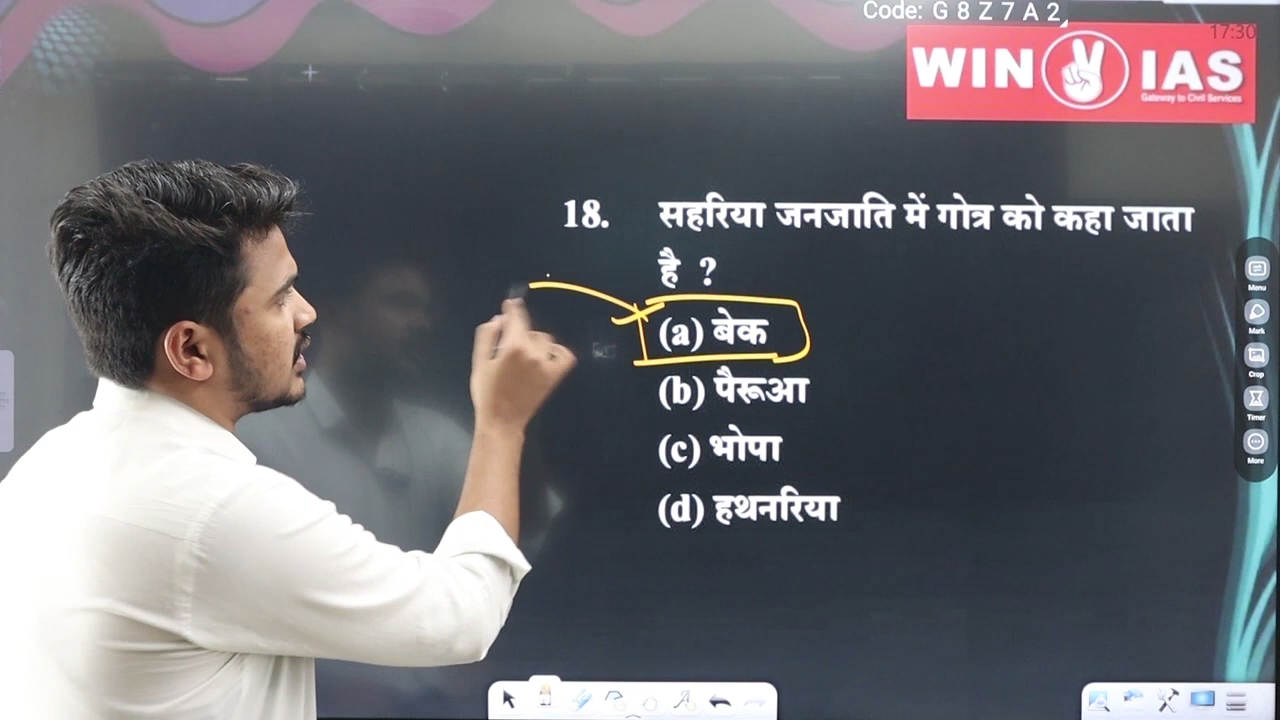 Code: G 8 Z 7 A 2
17:30
WIN IAS
Gateway to Civil Services
18. सहरिया जनजाति में गोत्र को कहा जाता
है ?
(a) बेक
(b) पैरूआ
(c) भोपा
(d) हथनरिया
Menu
Mark
Crop
Timer
More